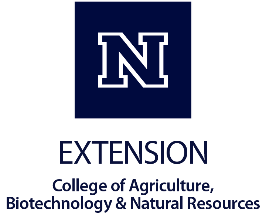 N
EXTENSION
College of Agriculture,
Biotechnology & Natural Resources